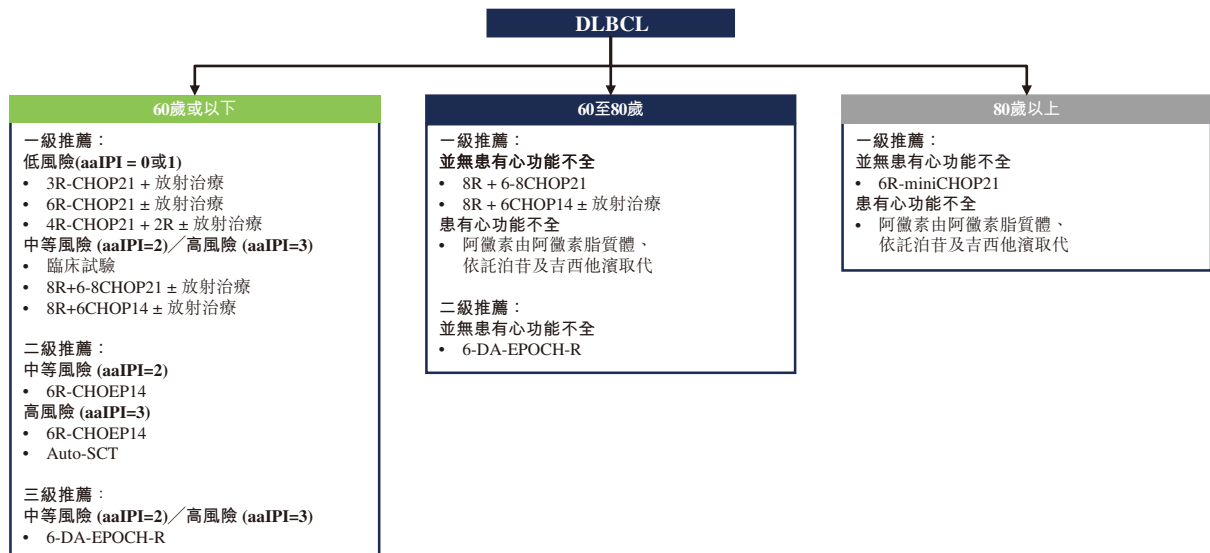 DLBCL
60歲或以下
一級推薦：
低風險(aaIPI = 0或1)
• 3R-CHOP21 + 放射治療
• 6R-CHOP21 ± 放射治療
• 4R-CHOP21 + 2R ± 放射治療
中等風險 (aaIPI=2)╱高風險 (aaIPI=3)
• 臨床試驗
• 8R+6-8CHOP21 ± 放射治療
• 8R+6CHOP14 ± 放射治療
二級推薦：
中等風險 (aaIPI=2)
• 6R-CHOEP14
高風險 (aaIPI=3)
• 6R-CHOEP14
• Auto-SCT
三級推薦：
中等風險 (aaIPI=2)╱高風險 (aaIPI=3)
• 6-DA-EPOCH-R
60至80歲
一級推薦：
並無患有心功能不全
• 8R + 6-8CHOP21
• 8R + 6CHOP14 ± 放射治療
患有心功能不全
• 阿黴素由阿黴素脂質體、
依託泊苷及吉西他濱取代
二級推薦：
並無患有心功能不全
• 6-DA-EPOCH-R
80歲以上
一級推薦：
並無患有心功能不全
• 6R-miniCHOP21
患有心功能不全
• 阿黴素由阿黴素脂質體、
依託泊苷及吉西他濱取代